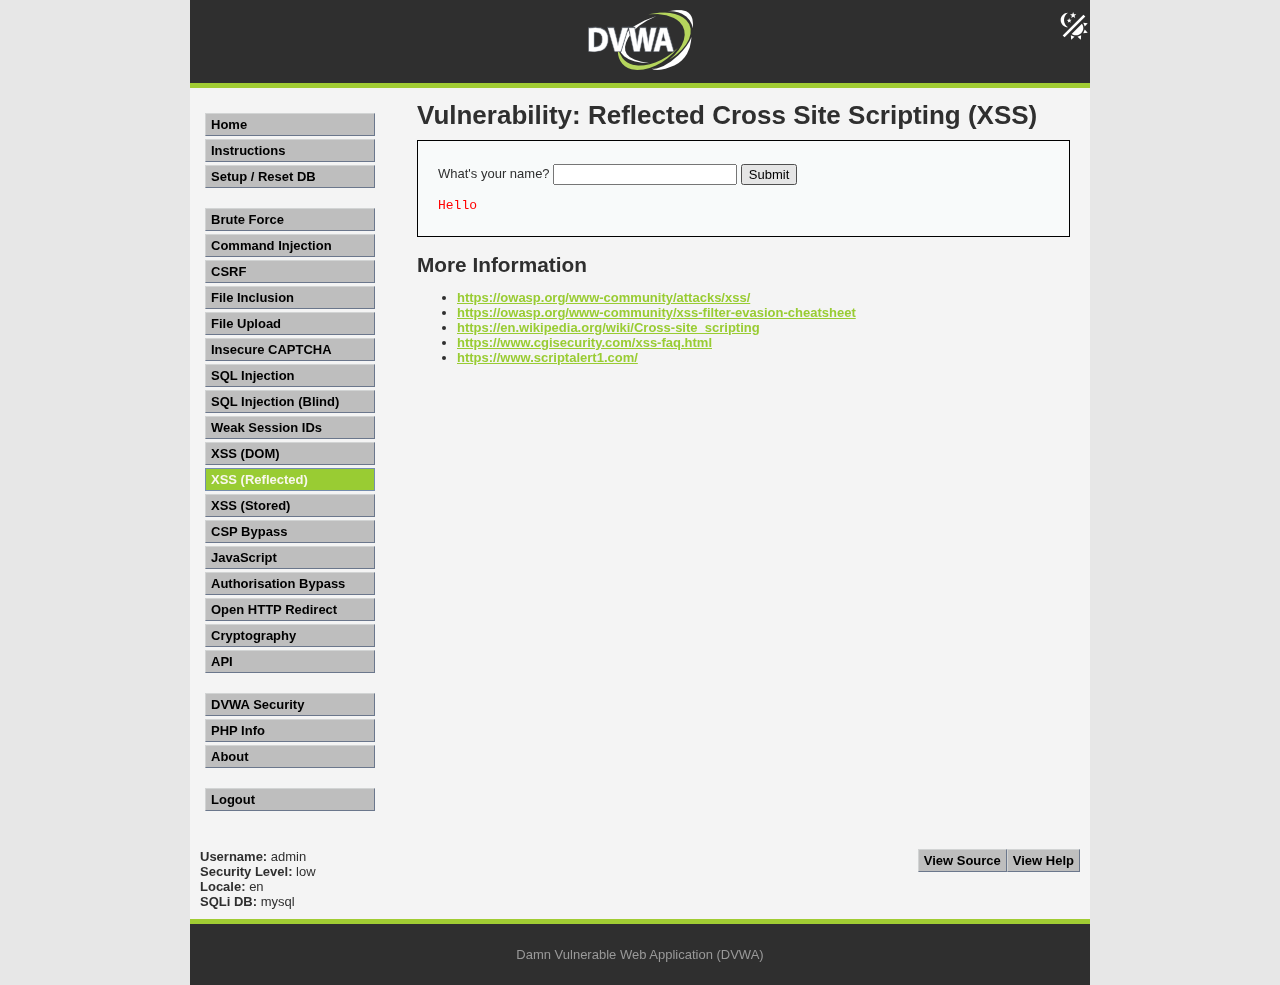 DVWA
Vulnerability: Reflected Cross Site Scripting (XSS)
Home
Instructions
Setup / Reset DB
Brute Force
Command Injection
CSRF
File Inclusion
File Upload
Insecure CAPTCHA
SQL Injection
SQL Injection (Blind)
Weak Session IDs
XSS (DOM)
XSS (Reflected)
XSS (Stored)
CSP Bypass
JavaScript
Authorisation Bypass
Open HTTP Redirect
Cryptography
API
DVWA Security
PHP Info
About
Logout
What's your name? Submit
Hello
More Information
https://owasp.org/www-community/attacks/xss/
https://owasp.org/www-community/xss-filter-evasion-cheatsheet
https://en.wikipedia.org/wiki/Cross-site_scripting
https://www.cgisecurity.com/xss-faq.html
https://www.scriptalert1.com/
Username: admin
Security Level: low
Locale: en
SQLi DB: mysql
View Source View Help
Damn Vulnerable Web Application (DVWA)